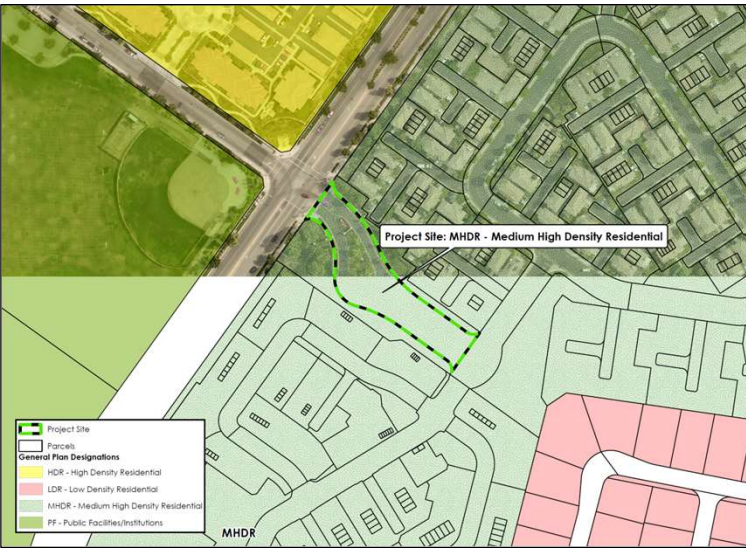 Project Site: MHDR - Medium High Density Residential
Project Site
Parcels
General Plan Designations
HDR - High Density Residential
LDR - Low Density Residential
MHDR - Medium High Density Residential
PF - Public Facilities/Institutions
MHDR